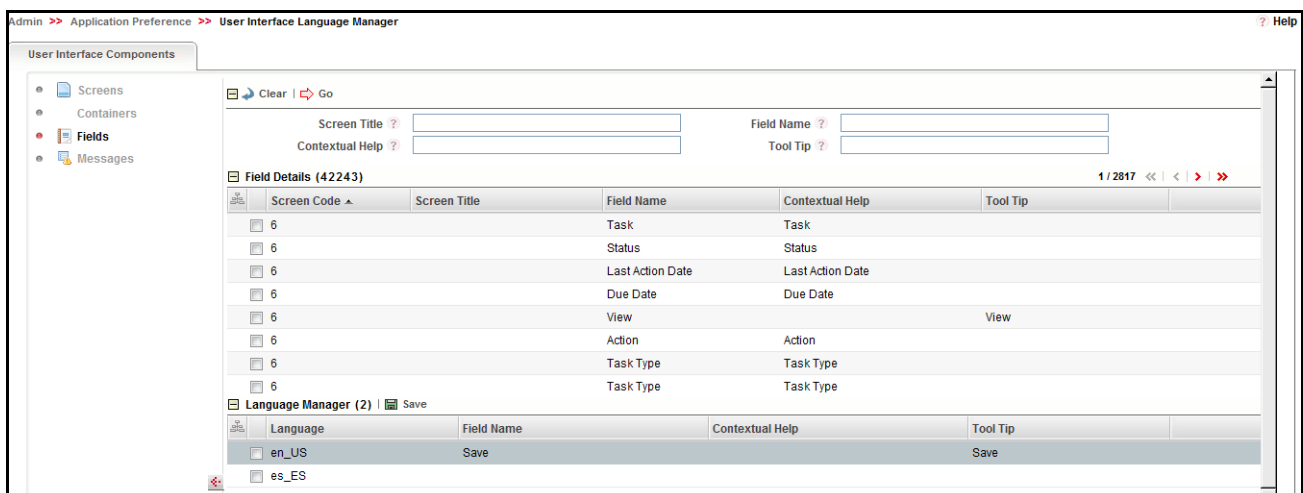 Admin >> Application Preference >> User Interface Language Manager ? Help
User Interface Components
Screens
Containers
Fields
Messages
Clear | Go
Screen Title ? Field Name ?
Contextual Help ? Tool Tip ?
Field Details (42243) 1 / 2817
Screen Code Screen Title Field Name Contextual Help Tool Tip
6 Task Task
6 Status Status
6 Last Action Date Last Action Date
6 Due Date Due Date
6 View View
6 Action Action
6 Task Type Task Type
6 Task Type Task Type
Language Manager (2) | Save
Language Field Name Contextual Help Tool Tip
en_US Save Save
es_ES